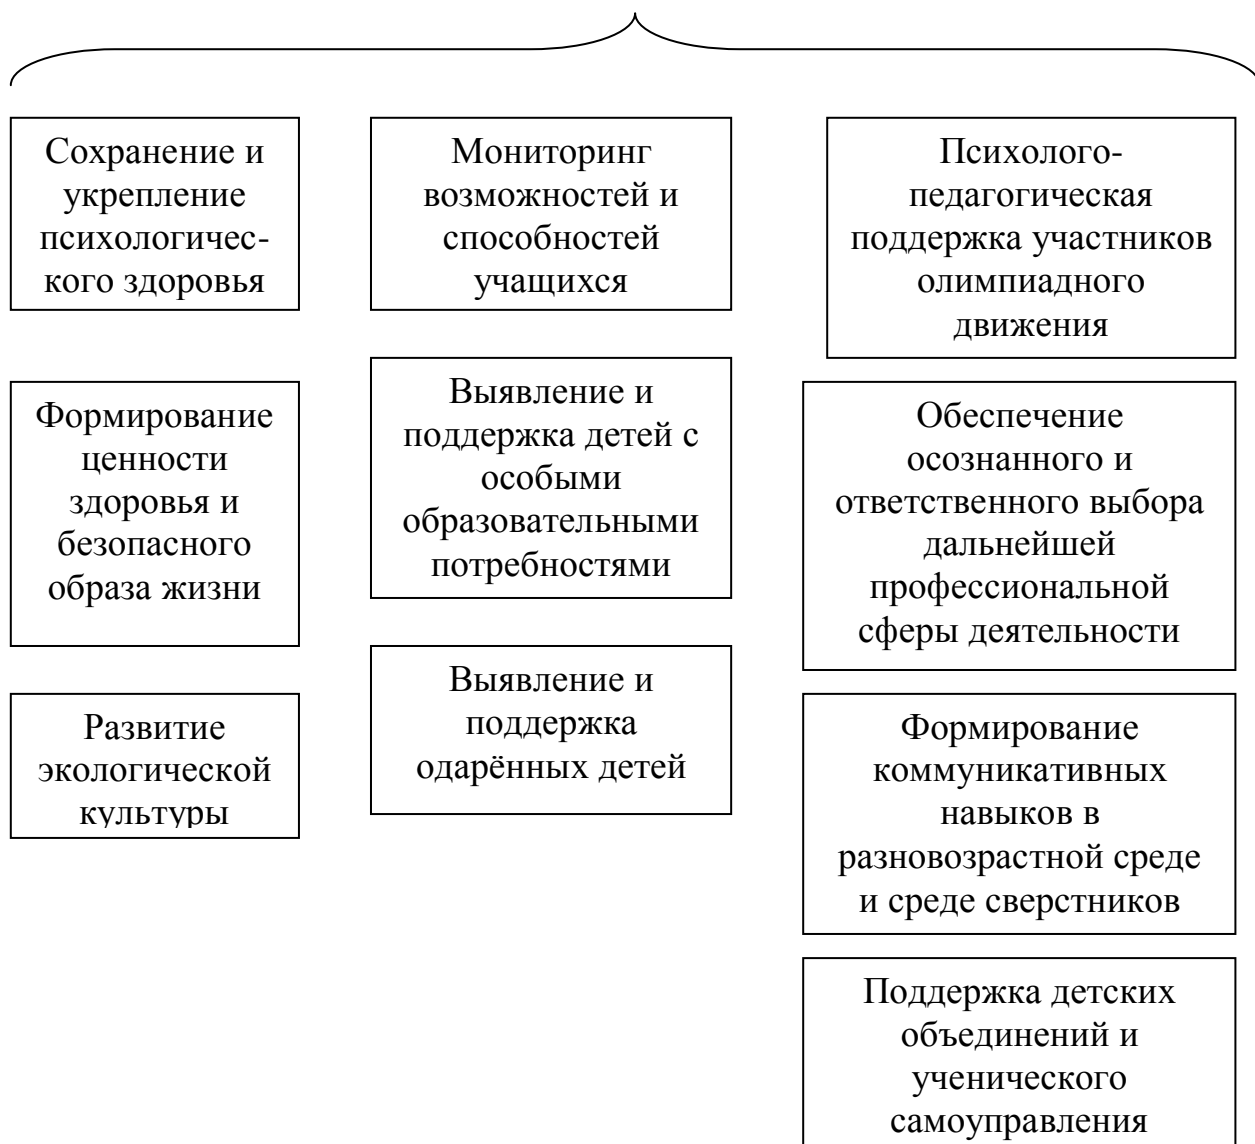 Сохранение и
укрепление
психологичес-
кого здоровья
Формирование
ценности
здоровья и
безопасного
образа жизни
Развитие
экологической
культуры
Мониторинг
возможностей и
способностей
учащихся
Выявление и
поддержка детей с
особыми
образовательными
потребностями
Выявление и
поддержка
одарённых детей
Психолого-
педагогическая
поддержка участников
олимпиадного
движения
Обеспечение
осознанного и
ответственного выбора
дальнейшей
профессиональной
сферы деятельности
Формирование
коммуникативных
навыков в
разновозрастной среде
и среде сверстников
Поддержка детских
объединений и
ученического
самоуправления